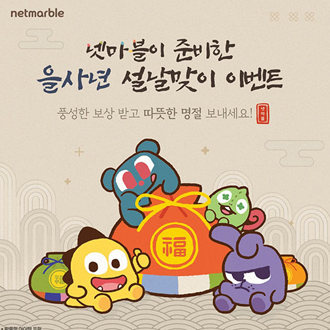 netmarble
넷마블이 준비한
을사년 설날맞이 이벤트
풍성한 보상 받고 따뜻한 명절 보내세요!
福